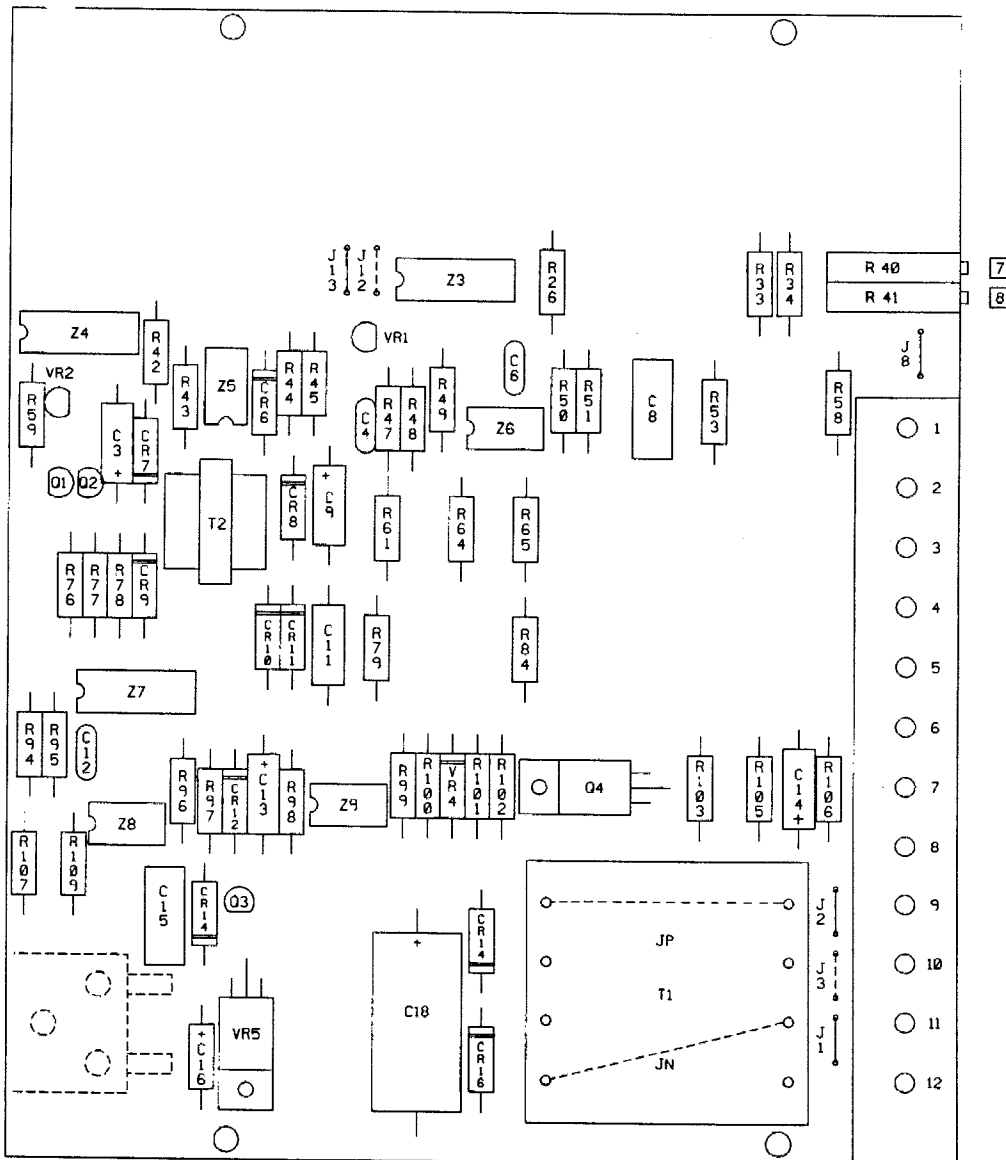 J13
J12
Z3
R26
R33
R34
R 40
7
R 41
8
Z4
R42
VR1
J8
VR2
R59
C3
+
CR7
R43
Z5
CR6
R44
R45
C4
R47
R48
R49
C6
Z6
R50
R51
C8
R53
R58
1
Q1
Q2
T2
CR8
+
C9
R61
R64
R65
2
3
R76
R77
R78
CR9
CR10
CR11
C11
R79
R84
4
5
Z7
R94
R95
C12
6
R96
R97
CR12
+
C13
R98
Z9
R99
R100
VR4
R101
R102
Q4
R103
R105
C14
+
R106
7
Z8
R107
R109
8
C15
CR14
Q3
CR14
J2
9
+
JP
10
J3
T1
C18
VR5
+
C16
CR16
JN
J1
11
12